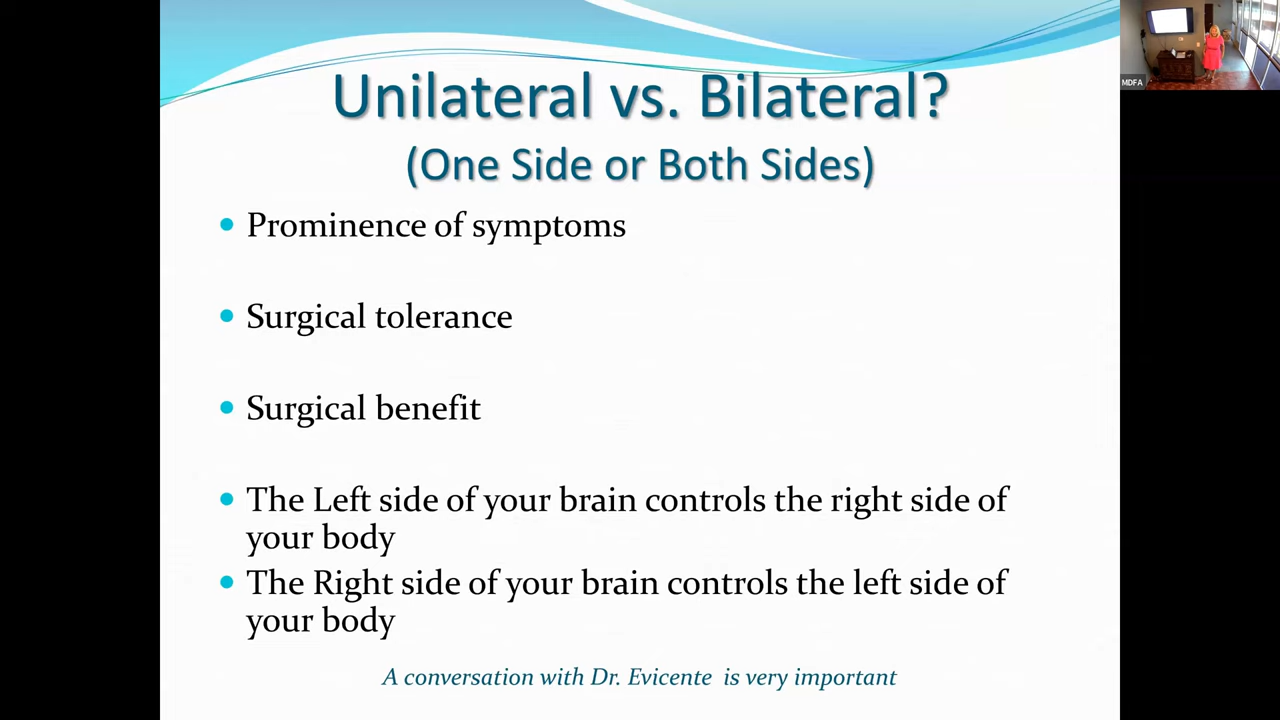 Unilateral vs. Bilateral?
(One Side or Both Sides)
MDFA
• Prominence of symptoms
• Surgical tolerance
• Surgical benefit
• The Left side of your brain controls the right side of
your body
• The Right side of your brain controls the left side of
your body
A conversation with Dr. Evicente is very important